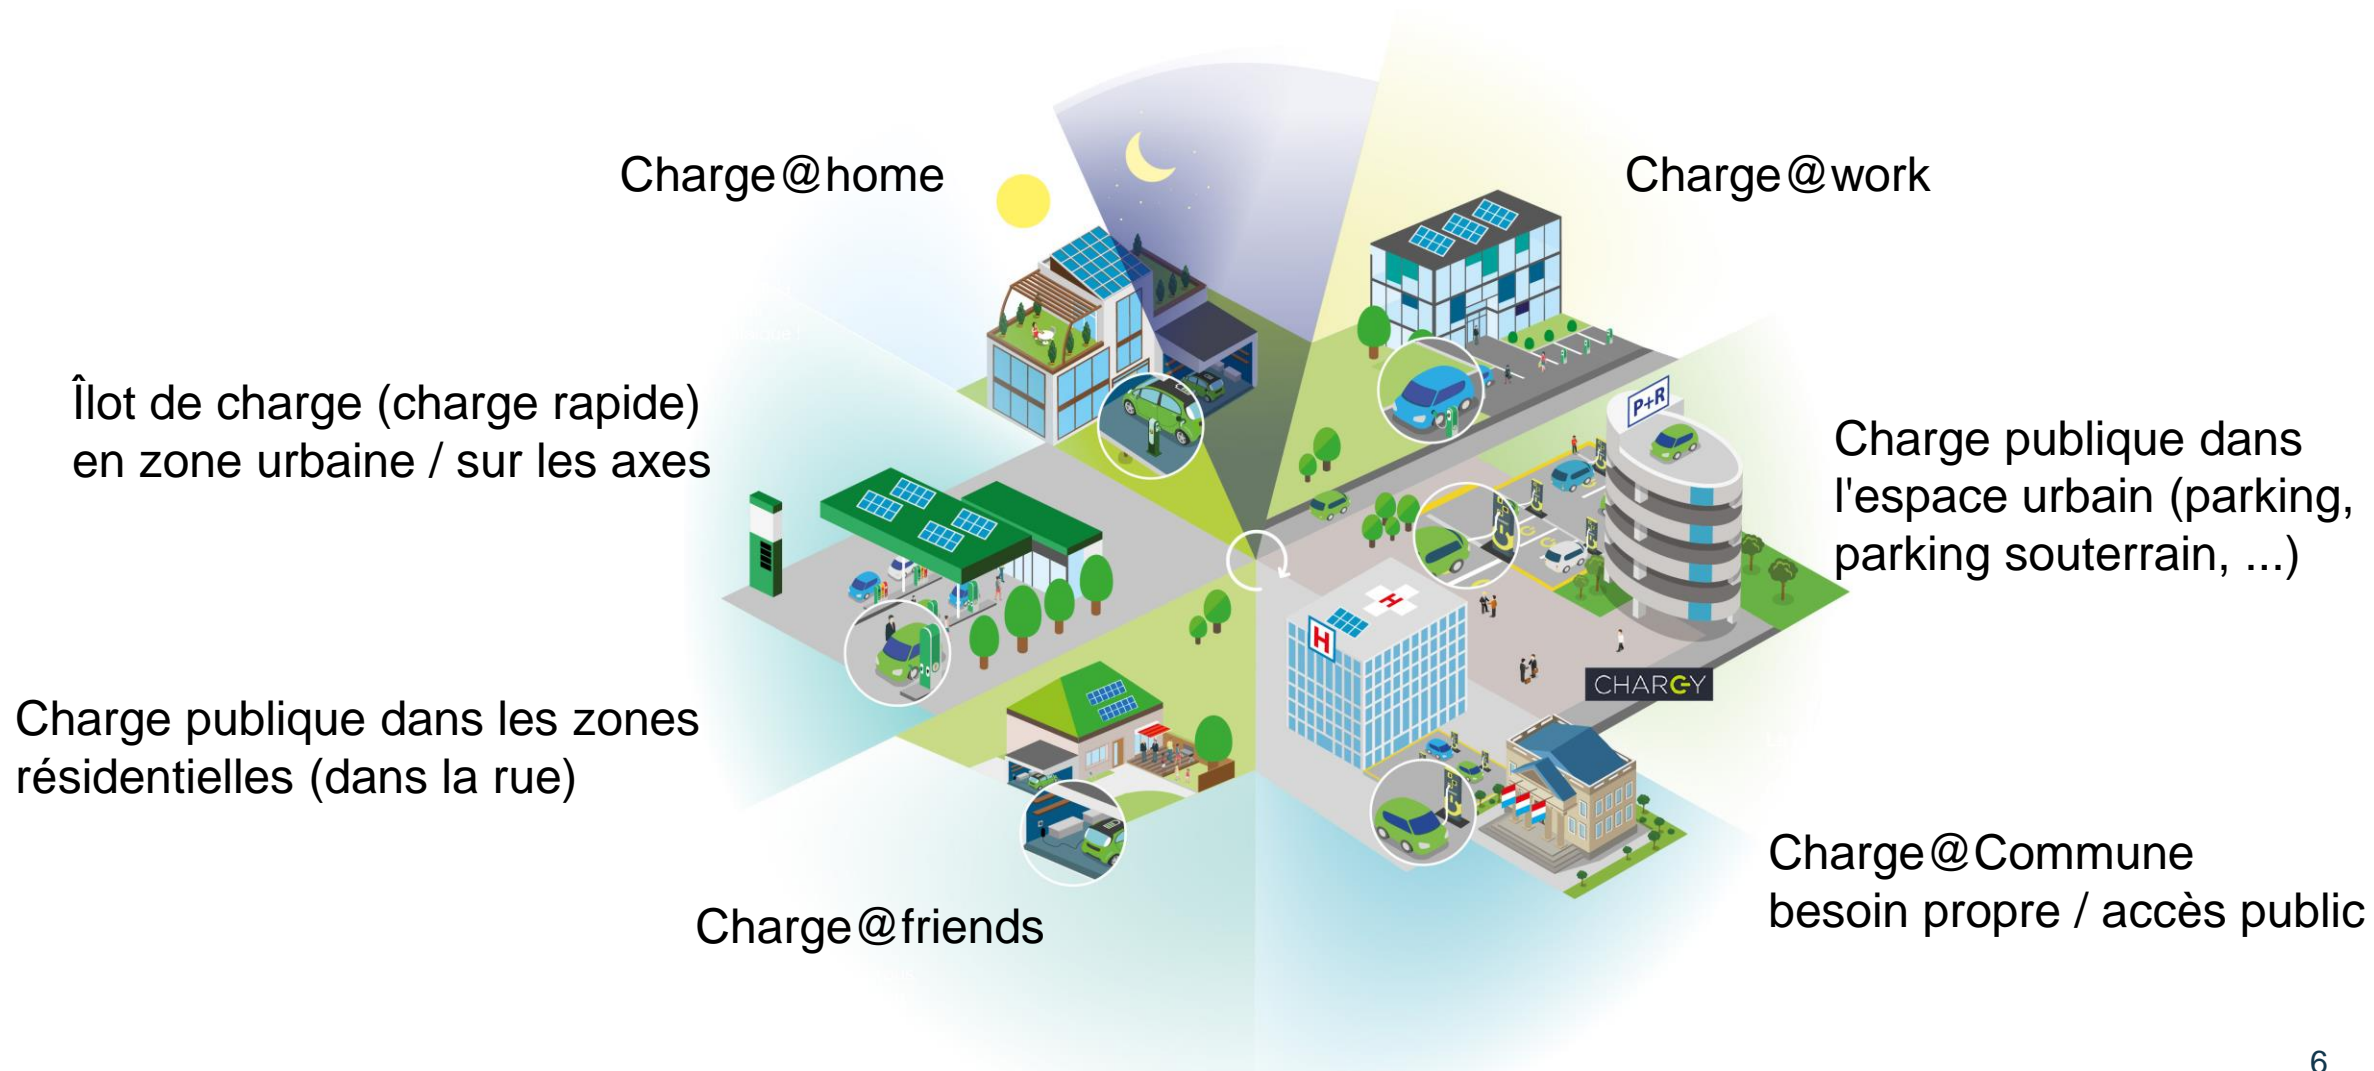 Charge@home
Charge@work
Îlot de charge (charge rapide)
en zone urbaine / sur les axes
P+R
Charge publique dans
l'espace urbain (parking,
parking souterrain, ...)
H
H
CHARGY
Charge publique dans les zones
résidentielles (dans la rue)
Charge@Commune
besoin propre / accès public
Charge@friends
6